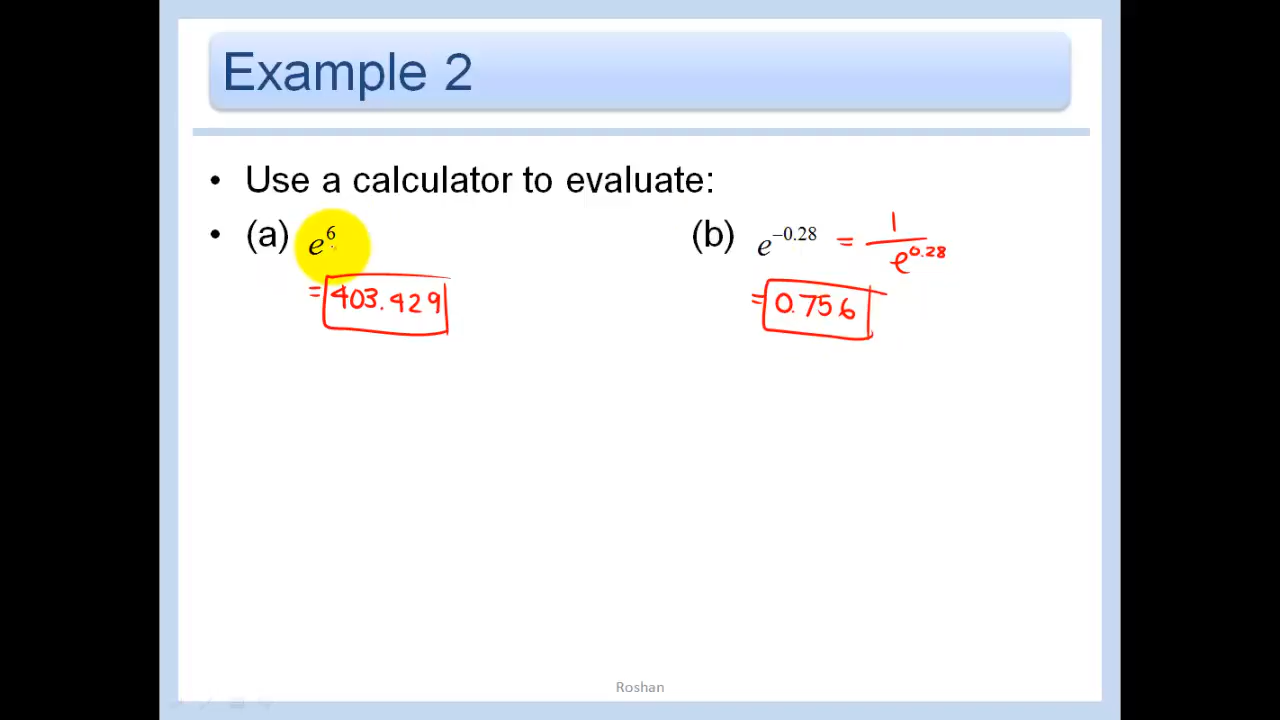 Example 2
• Use a calculator to evaluate:
• (a) e^6 (b) e^−0.28 = 1/e^0.28
= 403.429 = 0.756
Roshan